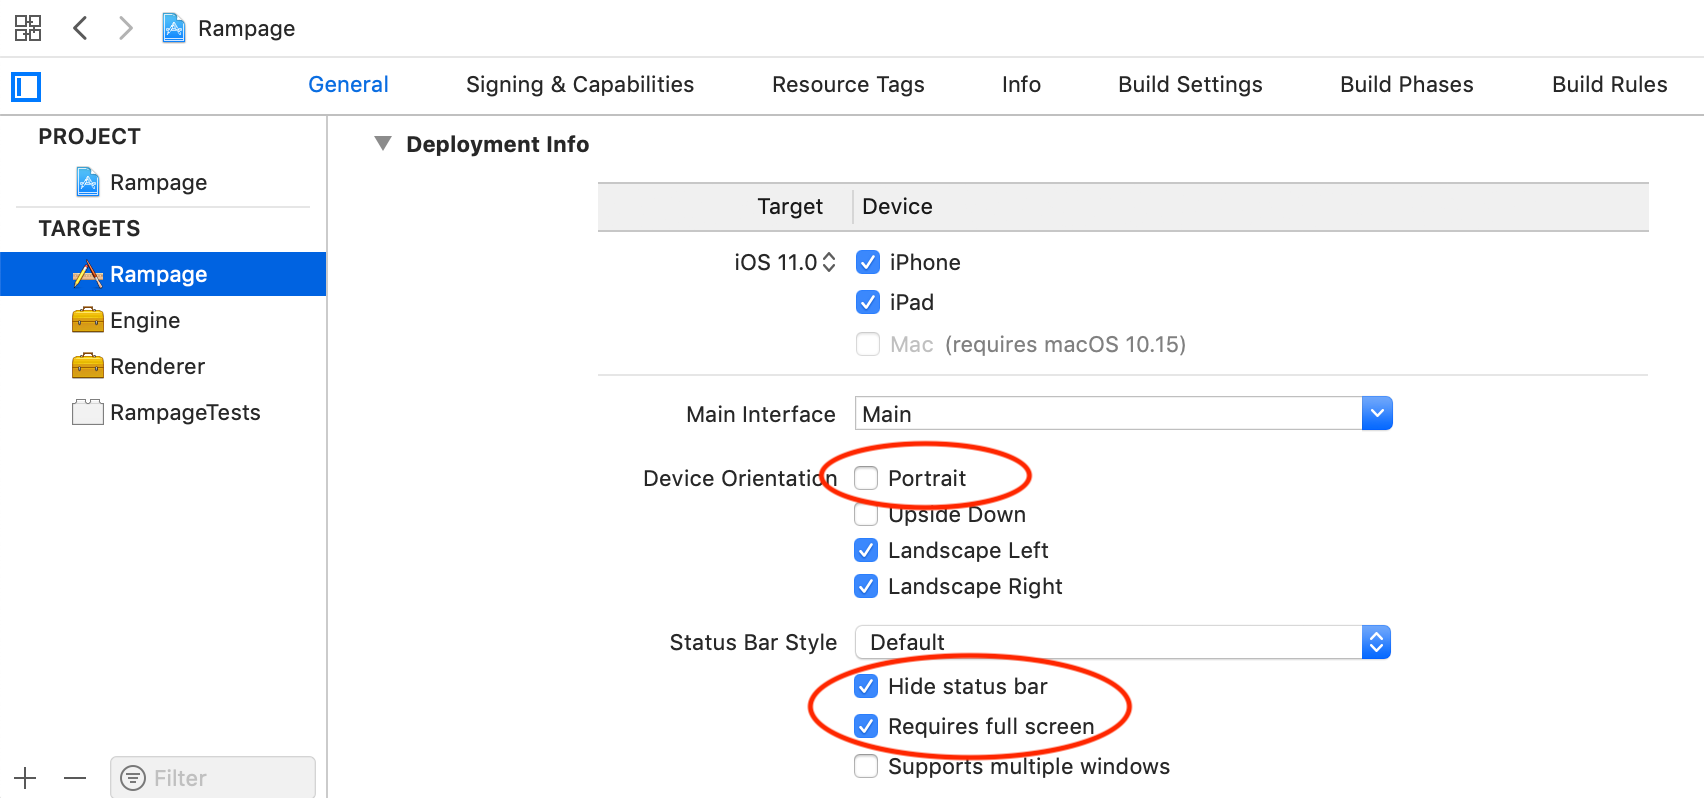 Rampage
General Signing & Capabilities Resource Tags Info Build Settings Build Phases Build Rules
PROJECT
Rampage
TARGETS
Rampage
Engine
Renderer
RampageTests
Filter
Deployment Info
Target Device
iOS 11.0 iPhone
iPad
Mac (requires macOS 10.15)
Main Interface Main
Device Orientation Portrait
Upside Down
Landscape Left
Landscape Right
Status Bar Style Default
Hide status bar
Requires full screen
Supports multiple windows